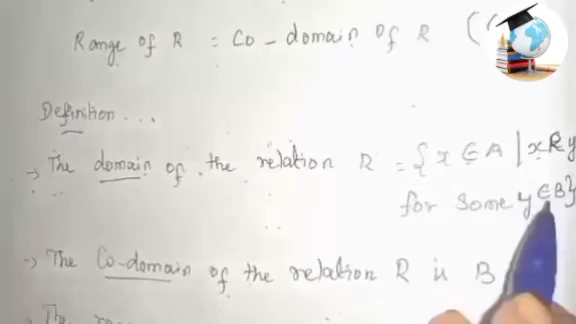 Range of R = Co-domain of R (
Definition...
→ The domain of the relation R = { x ∈ A | x R y
for some y ∈ B}
→ The Co-domain of the relation R is B
→ The